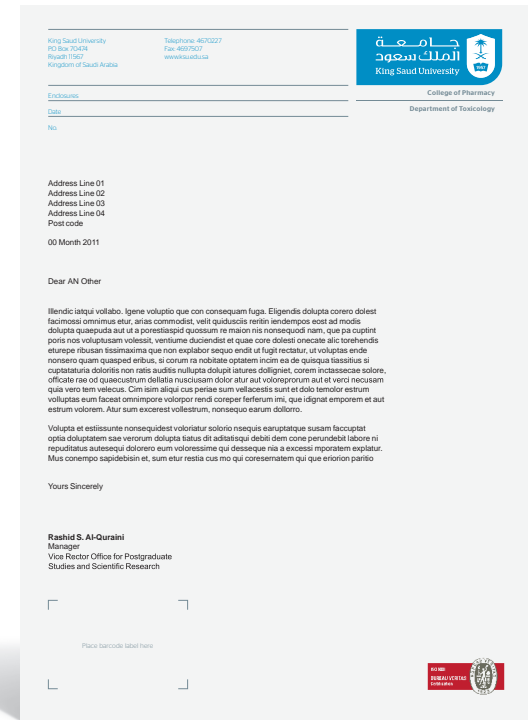 King Saud University
PO Box 70474
Riyadh 11567
Kingdom of Saudi Arabia
Telephone: 4670227
Fax: 4697507
www.ksu.edu.sa
جامعة
الملك سعود
King Saud University
1957
College of Pharmacy
Department of Toxicology
Enclosures
Date
No
Address Line 01
Address Line 02
Address Line 03
Address Line 04
Post code
00 Month 2011
Dear AN Other
Illendic iatqui vollabo. Igene voluptio que con consequam fuga. Eligendis dolupta corero dolest
facimossi omnimus etur, arias commodist, velit quidusciis reritin iendempos eost ad modis
dolupta quaepuda aut ut a porestiaspid quossum re maion nis nonsequodi nam, que pa cuptint
poris nos voluptusam volessit, ventiume duciendist et quae core dolesti onecate alic torehendis
eturepe ribusan tissimaxima que non explabor sequo endit ut fugit rectatur, ut voluptas ende
nonsero quam quasped eribus, si corum ra nobitate optatem incim ea de quisqua tiassitius si
cuptaturia doloritis non ratiis auditis nullupta dolupit iatures dolligniet, corem inctassecae solore,
officate rae od quaecustrum dellatia nusciusam dolor atur aut voloreprorum aut et verci necusam
quia vero tem velecus. Cim isim aliqui cus periae sum vellacestis sunt et dolo temolor estrum
volluptas eum faceat omnimpore volorpor rendi coreper ferferum imi, que idignat emporem et aut
estrum volorem. Atur sum excerest vollestrum, nonsequo earum dollorro.
Volupta et estiissunte nonsequidest voloriatur solorio nsequis earuptatque susam faccuptat
optia doluptatem sae verorum dolupta tiatus dit aditatisqui debiti dem cone perundebit labore ni
repuditatus autesequi dolorero eum voloressime qui desseque nia a excessi mporatem explatur.
Mus conempo sapidebisin et, sum etur restia cus mo qui coresernatem qui que eriorion paritio
Yours Sincerely
Rashid S. Al-Quraini
Manager
Vice Rector Office for Postgraduate
Studies and Scientific Research
Place barcode label here
BUREAU VERITAS
Certification